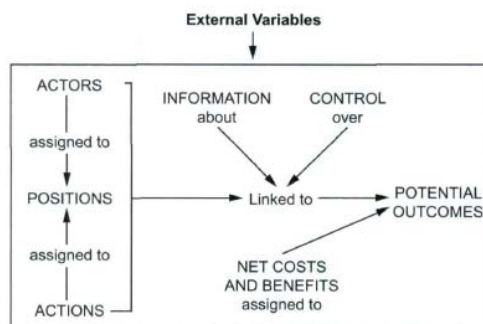 External Variables
ACTORS
assigned to
POSITIONS
assigned to
ACTIONS
INFORMATION
about
CONTROL
over
Linked to
POTENTIAL
OUTCOMES
NET COSTS
AND BENEFITS
assigned to